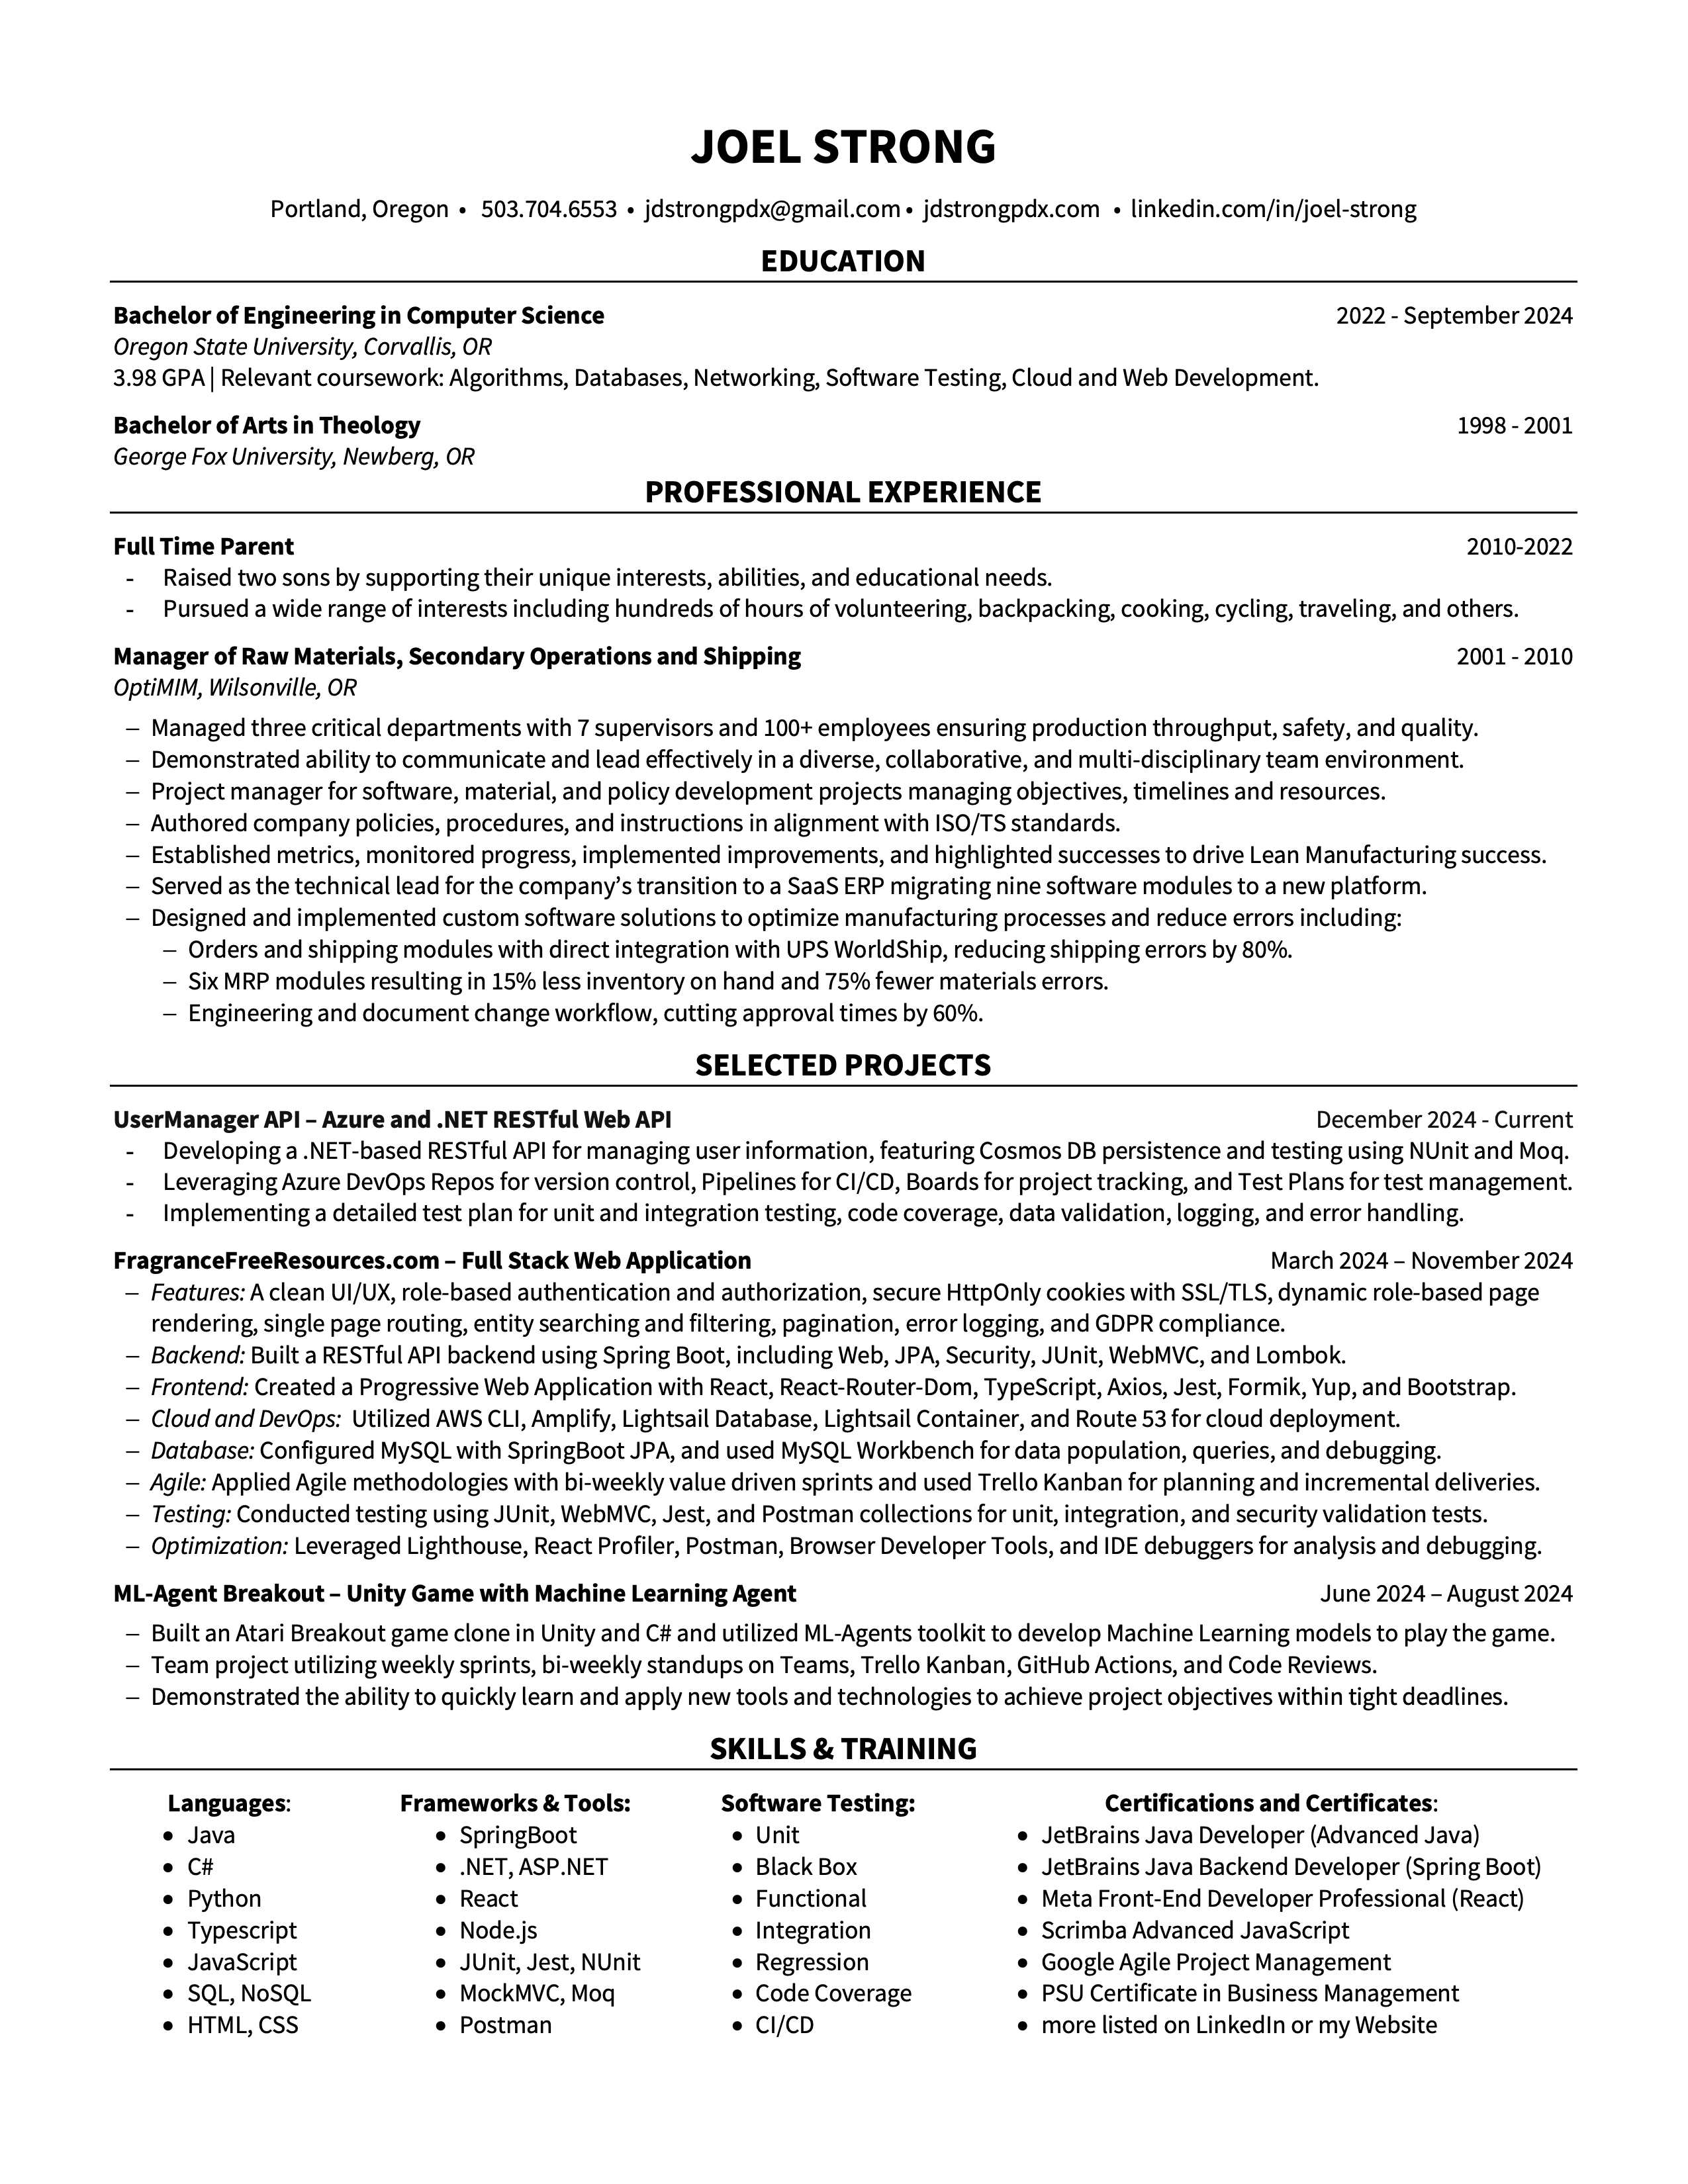 JOEL STRONG
Portland, Oregon • 503.704.6553 • jdstrongpdx@gmail.com • jdstrongpdx.com • linkedin.com/in/joel-strong
EDUCATION
Bachelor of Engineering in Computer Science 2022 - September 2024
Oregon State University, Corvallis, OR
3.98 GPA | Relevant coursework: Algorithms, Databases, Networking, Software Testing, Cloud and Web Development.
Bachelor of Arts in Theology 1998 - 2001
George Fox University, Newberg, OR
PROFESSIONAL EXPERIENCE
Full Time Parent 2010-2022
- Raised two sons by supporting their unique interests, abilities, and educational needs.
- Pursued a wide range of interests including hundreds of hours of volunteering, backpacking, cooking, cycling, traveling, and others.
Manager of Raw Materials, Secondary Operations and Shipping 2001 - 2010
OptiMIM, Wilsonville, OR
– Managed three critical departments with 7 supervisors and 100+ employees ensuring production throughput, safety, and quality.
– Demonstrated ability to communicate and lead effectively in a diverse, collaborative, and multi-disciplinary team environment.
– Project manager for software, material, and policy development projects managing objectives, timelines and resources.
– Authored company policies, procedures, and instructions in alignment with ISO/TS standards.
– Established metrics, monitored progress, implemented improvements, and highlighted successes to drive Lean Manufacturing success.
– Served as the technical lead for the company’s transition to a SaaS ERP migrating nine software modules to a new platform.
– Designed and implemented custom software solutions to optimize manufacturing processes and reduce errors including:
– Orders and shipping modules with direct integration with UPS WorldShip, reducing shipping errors by 80%.
– Six MRP modules resulting in 15% less inventory on hand and 75% fewer materials errors.
– Engineering and document change workflow, cutting approval times by 60%.
SELECTED PROJECTS
UserManager API – Azure and .NET RESTful Web API December 2024 - Current
- Developing a .NET-based RESTful API for managing user information, featuring Cosmos DB persistence and testing using NUnit and Moq.
- Leveraging Azure DevOps Repos for version control, Pipelines for CI/CD, Boards for project tracking, and Test Plans for test management.
- Implementing a detailed test plan for unit and integration testing, code coverage, data validation, logging, and error handling.
FragranceFreeResources.com – Full Stack Web Application March 2024 – November 2024
– Features: A clean UI/UX, role-based authentication and authorization, secure HttpOnly cookies with SSL/TLS, dynamic role-based page
rendering, single page routing, entity searching and filtering, pagination, error logging, and GDPR compliance.
– Backend: Built a RESTful API backend using Spring Boot, including Web, JPA, Security, JUnit, WebMVC, and Lombok.
– Frontend: Created a Progressive Web Application with React, React-Router-Dom, TypeScript, Axios, Jest, Formik, Yup, and Bootstrap.
– Cloud and DevOps: Utilized AWS CLI, Amplify, Lightsail Database, Lightsail Container, and Route 53 for cloud deployment.
– Database: Configured MySQL with SpringBoot JPA, and used MySQL Workbench for data population, queries, and debugging.
– Agile: Applied Agile methodologies with bi-weekly value driven sprints and used Trello Kanban for planning and incremental deliveries.
– Testing: Conducted testing using JUnit, WebMVC, Jest, and Postman collections for unit, integration, and security validation tests.
– Optimization: Leveraged Lighthouse, React Profiler, Postman, Browser Developer Tools, and IDE debuggers for analysis and debugging.
ML-Agent Breakout – Unity Game with Machine Learning Agent June 2024 – August 2024
– Built an Atari Breakout game clone in Unity and C# and utilized ML-Agents toolkit to develop Machine Learning models to play the game.
– Team project utilizing weekly sprints, bi-weekly standups on Teams, Trello Kanban, GitHub Actions, and Code Reviews.
– Demonstrated the ability to quickly learn and apply new tools and technologies to achieve project objectives within tight deadlines.
SKILLS & TRAINING
Languages:
• Java
• C#
• Python
• Typescript
• JavaScript
• SQL, NoSQL
• HTML, CSS
Frameworks & Tools:
• SpringBoot
• .NET, ASP.NET
• React
• Node.js
• JUnit, Jest, NUnit
• MockMVC, Moq
• Postman
Software Testing:
• Unit
• Black Box
• Functional
• Integration
• Regression
• Code Coverage
• CI/CD
Certifications and Certificates:
• JetBrains Java Developer (Advanced Java)
• JetBrains Java Backend Developer (Spring Boot)
• Meta Front-End Developer Professional (React)
• Scrimba Advanced JavaScript
• Google Agile Project Management
• PSU Certificate in Business Management
• more listed on LinkedIn or my Website